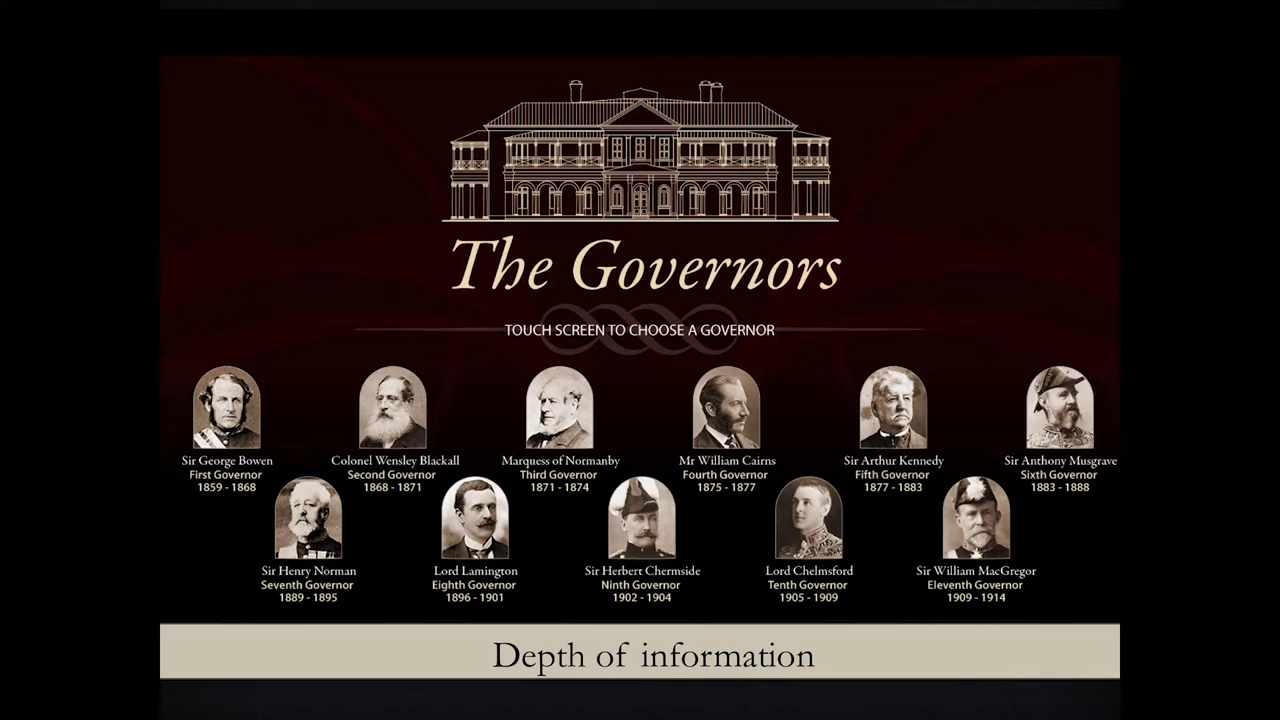 The Governors
TOUCH SCREEN TO CHOOSE A GOVERNOR
Sir George Bowen
First Governor
1859 - 1868
Colonel Wensley Blackall
Second Governor
1868 - 1871
Marquess of Normanby
Third Governor
1871 - 1874
Mr William Cairns
Fourth Governor
1875 - 1877
Sir Arthur Kennedy
Fifth Governor
1877 - 1883
Sir Anthony Musgrave
Sixth Governor
1883 - 1888
Sir Henry Norman
Seventh Governor
1889 - 1895
Lord Lamington
Eighth Governor
1896 - 1901
Sir Herbert Chermside
Ninth Governor
1902 - 1904
Lord Chelmsford
Tenth Governor
1905 - 1909
Sir William MacGregor
Eleventh Governor
1909 - 1914
Depth of information